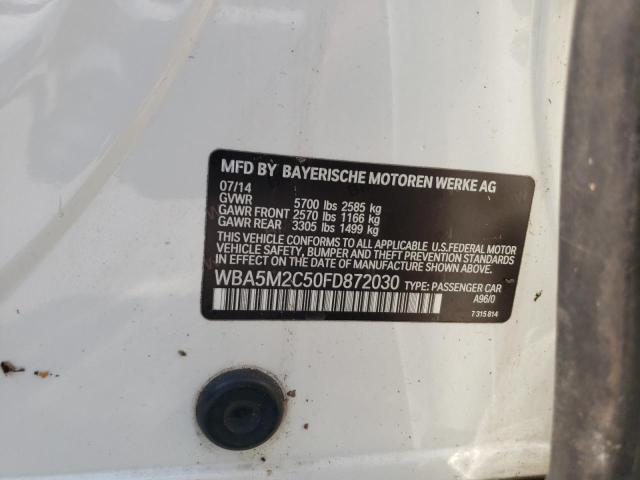 MFD BY BAYERISCHE MOTOREN WERKE AG
07/14
GVWR 5700 lbs 2585 kg
GAWR FRONT 2570 lbs 1166 kg
GAWR REAR 3305 lbs 1499 kg
THIS VEHICLE CONFORMS TO ALL APPLICABLE U.S.FEDERAL MOTOR
VEHICLE SAFETY, BUMPER AND THEFT PREVENTION STANDARDS
IN EFFECT ON THE DATE OF MANUFACTURE SHOWN ABOVE.
WBA5M2C50FD872030 TYPE: PASSENGER CAR
A96/0
7 315 814